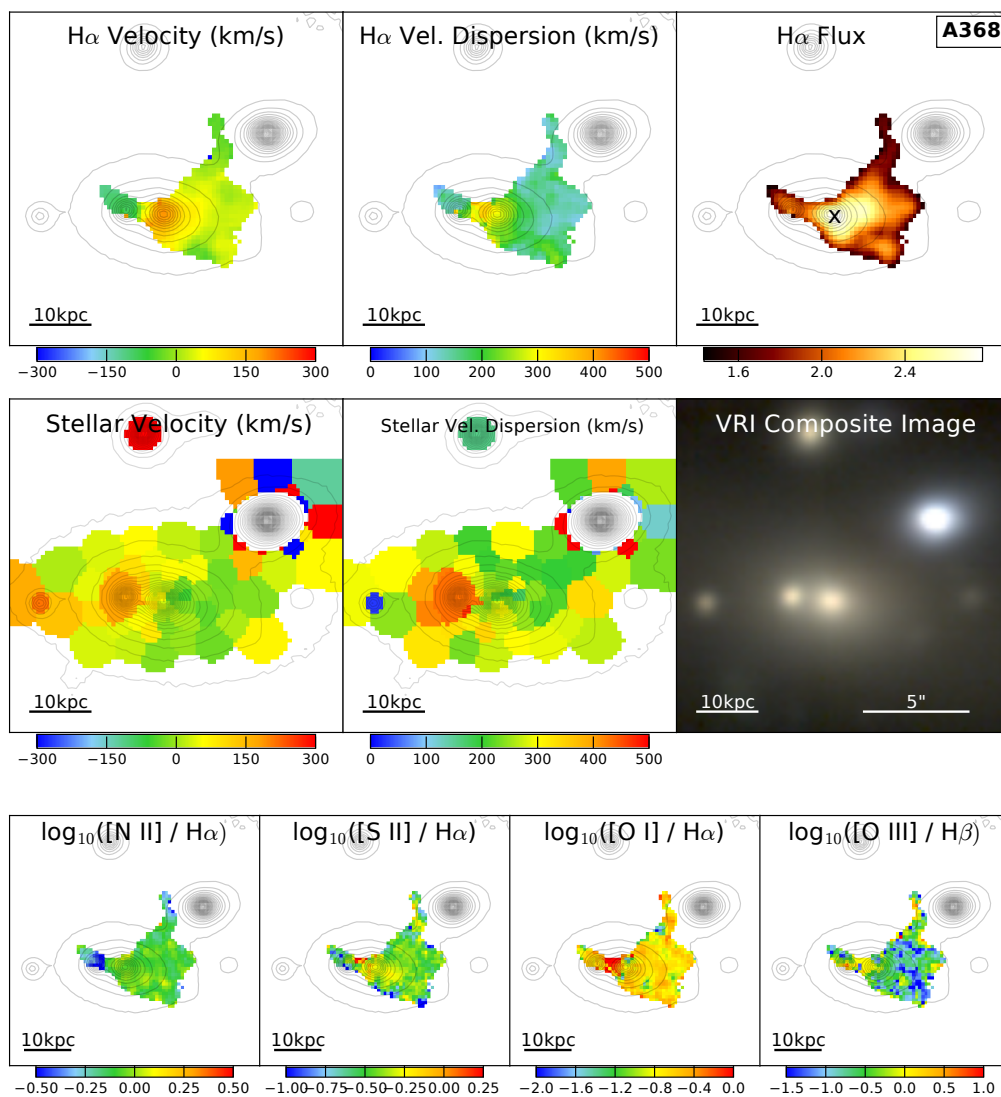 Hα Velocity (km/s)
Hα Vel. Dispersion (km/s)
Hα Flux
A368
10kpc
10kpc
10kpc
x
−300 −150 0 150 300
0 100 200 300 400 500
1.6 2.0 2.4
Stellar Velocity (km/s)
Stellar Vel. Dispersion (km/s)
VRI Composite Image
10kpc
10kpc
10kpc
5"
−300 −150 0 150 300
0 100 200 300 400 500
log₁₀([N II] / Hα)
log₁₀([S II] / Hα)
log₁₀([O I] / Hα)
log₁₀([O III] / Hβ)
10kpc
10kpc
10kpc
10kpc
−0.50 −0.25 0.00 0.25 0.50
−1.00 −0.75 −0.50 −0.25 0.00 0.25
−2.0 −1.6 −1.2 −0.8 −0.4 0.0
−1.5 −1.0 −0.5 0.0 0.5 1.0